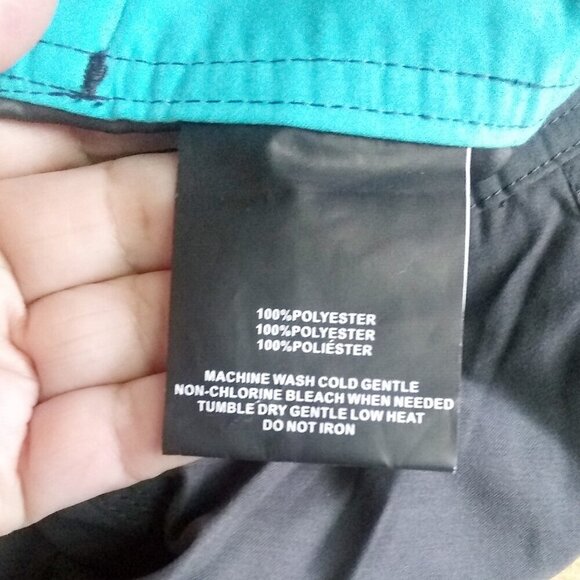 100%POLYESTER
100%POLYESTER
100%POLIÉSTER
MACHINE WASH COLD GENTLE
NON-CHLORINE BLEACH WHEN NEEDED
TUMBLE DRY GENTLE LOW HEAT
DO NOT IRON